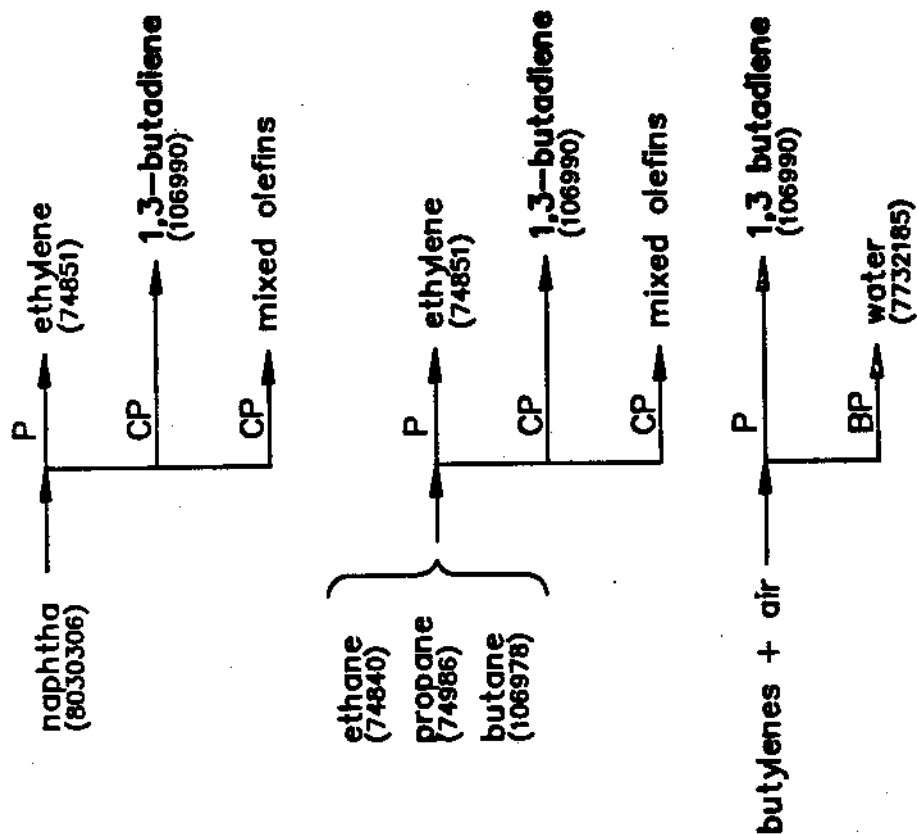 naphtha
(8030306)
P
ethylene
(74851)
CP
1,3-butadiene
(106990)
CP
mixed olefins
ethane
(74840)
propane
(74986)
butane
(106978)
P
ethylene
(74851)
CP
1,3-butadiene
(106990)
CP
mixed olefins
butylenes + air
P
1,3 butadiene
(106990)
BP
water
(7732185)